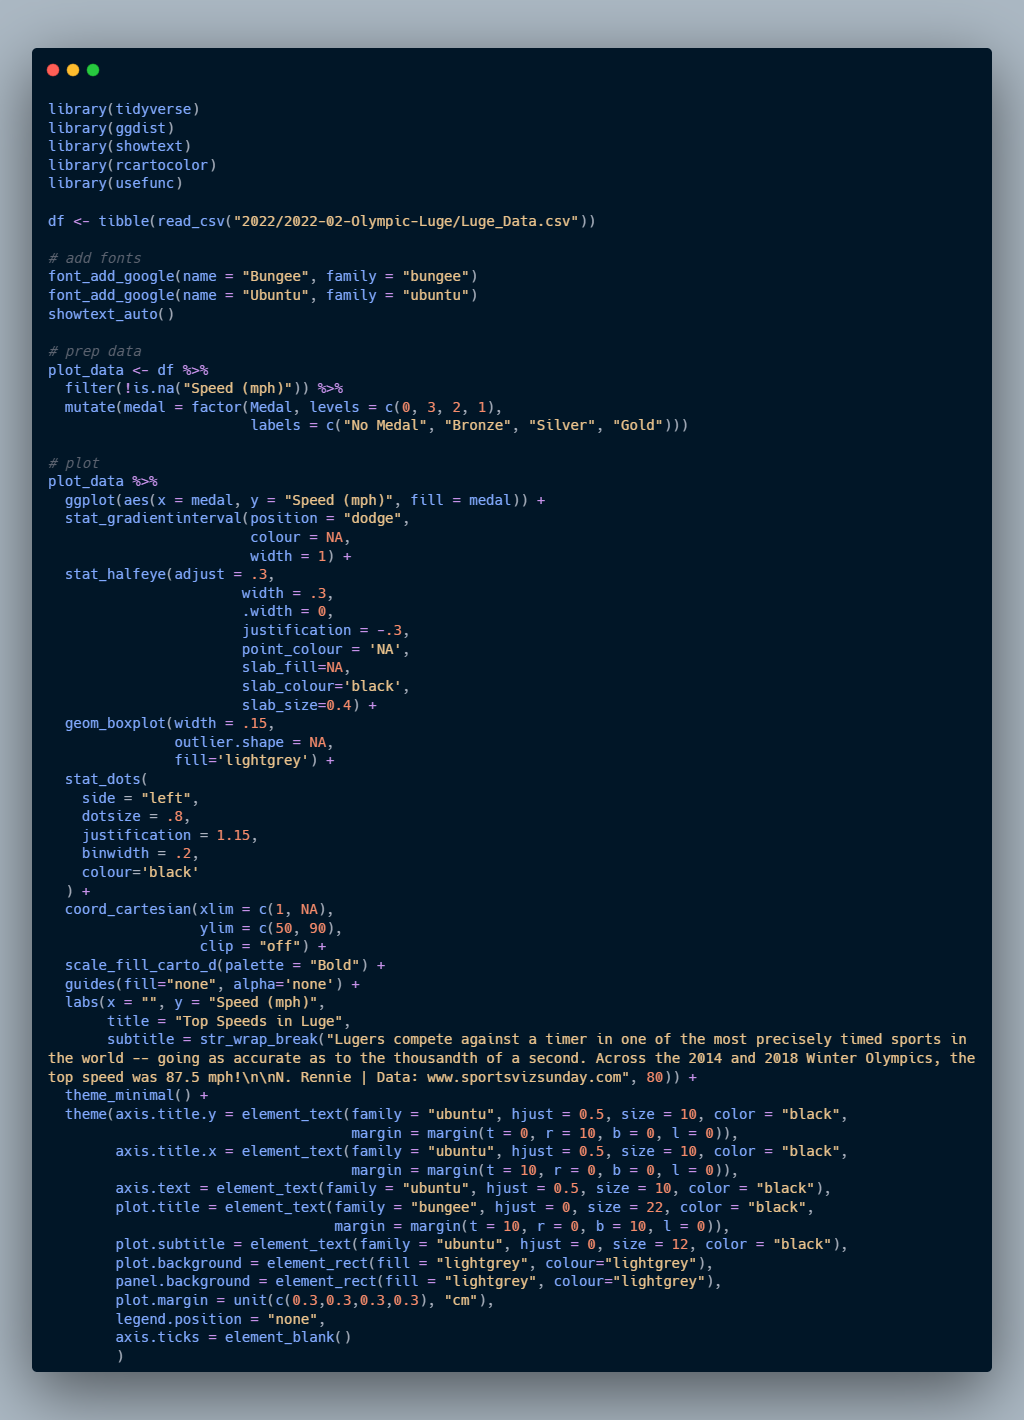 library(tidyverse)
library(ggdist)
library(showtext)
library(rcartocolor)
library(usefunc)

df <- tibble(read_csv("2022/2022-02-Olympic-Luge/Luge_Data.csv"))

# add fonts
font_add_google(name = "Bungee", family = "bungee")
font_add_google(name = "Ubuntu", family = "ubuntu")
showtext_auto()

# prep data
plot_data <- df %>%
  filter(!is.na("Speed (mph)")) %>%
  mutate(medal = factor(Medal, levels = c(0, 3, 2, 1),
                        labels = c("No Medal", "Bronze", "Silver", "Gold")))

# plot
plot_data %>%
  ggplot(aes(x = medal, y = "Speed (mph)", fill = medal)) +
  stat_gradientinterval(position = "dodge",
                        colour = NA,
                        width = 1) +
  stat_halfeye(adjust = .3,
                       width = .3,
                       .width = 0,
                       justification = -.3,
                       point_colour = 'NA',
                       slab_fill=NA,
                       slab_colour='black',
                       slab_size=0.4) +
  geom_boxplot(width = .15,
               outlier.shape = NA,
               fill='lightgrey') +
  stat_dots(
    side = "left",
    dotsize = .8,
    justification = 1.15,
    binwidth = .2,
    colour='black'
  ) +
  coord_cartesian(xlim = c(1, NA),
                  ylim = c(50, 90),
                  clip = "off") +
  scale_fill_carto_d(palette = "Bold") +
  guides(fill="none", alpha='none') +
  labs(x = "", y = "Speed (mph)",
       title = "Top Speeds in Luge",
       subtitle = str_wrap_break("Lugers compete against a timer in one of the most precisely timed sports in
the world -- going as accurate as to the thousandth of a second. Across the 2014 and 2018 Winter Olympics, the
top speed was 87.5 mph!\n\nN. Rennie | Data: www.sportsvizsunday.com", 80)) +
  theme_minimal() +
  theme(axis.title.y = element_text(family = "ubuntu", hjust = 0.5, size = 10, color = "black",
                                    margin = margin(t = 0, r = 10, b = 0, l = 0)),
        axis.title.x = element_text(family = "ubuntu", hjust = 0.5, size = 10, color = "black",
                                    margin = margin(t = 10, r = 0, b = 0, l = 0)),
        axis.text = element_text(family = "ubuntu", hjust = 0.5, size = 10, color = "black"),
        plot.title = element_text(family = "bungee", hjust = 0, size = 22, color = "black",
                                  margin = margin(t = 10, r = 0, b = 10, l = 0)),
        plot.subtitle = element_text(family = "ubuntu", hjust = 0, size = 12, color = "black"),
        plot.background = element_rect(fill = "lightgrey", colour="lightgrey"),
        panel.background = element_rect(fill = "lightgrey", colour="lightgrey"),
        plot.margin = unit(c(0.3,0.3,0.3,0.3), "cm"),
        legend.position = "none",
        axis.ticks = element_blank()
        )